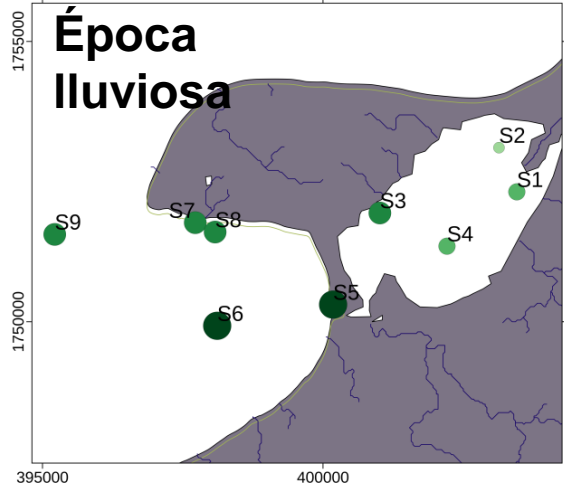 Época
lluviosa
1755000
S2
S1
S3
S7
S8
S9
S4
S5
S6
1750000
395000
400000